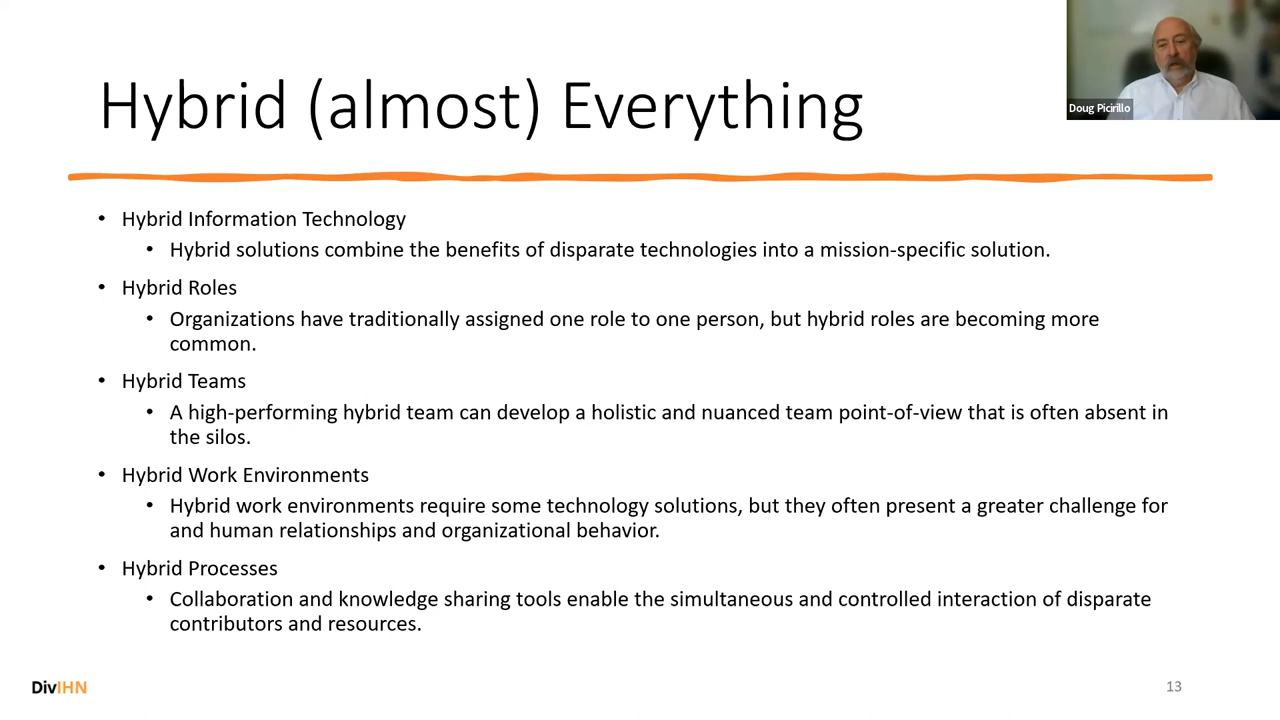 Hybrid (almost) Everything
Doug Picirillo
• Hybrid Information Technology
• Hybrid solutions combine the benefits of disparate technologies into a mission-specific solution.
• Hybrid Roles
• Organizations have traditionally assigned one role to one person, but hybrid roles are becoming more
common.
• Hybrid Teams
• A high-performing hybrid team can develop a holistic and nuanced team point-of-view that is often absent in
the silos.
• Hybrid Work Environments
• Hybrid work environments require some technology solutions, but they often present a greater challenge for
and human relationships and organizational behavior.
• Hybrid Processes
• Collaboration and knowledge sharing tools enable the simultaneous and controlled interaction of disparate
contributors and resources.
DivIHN
13